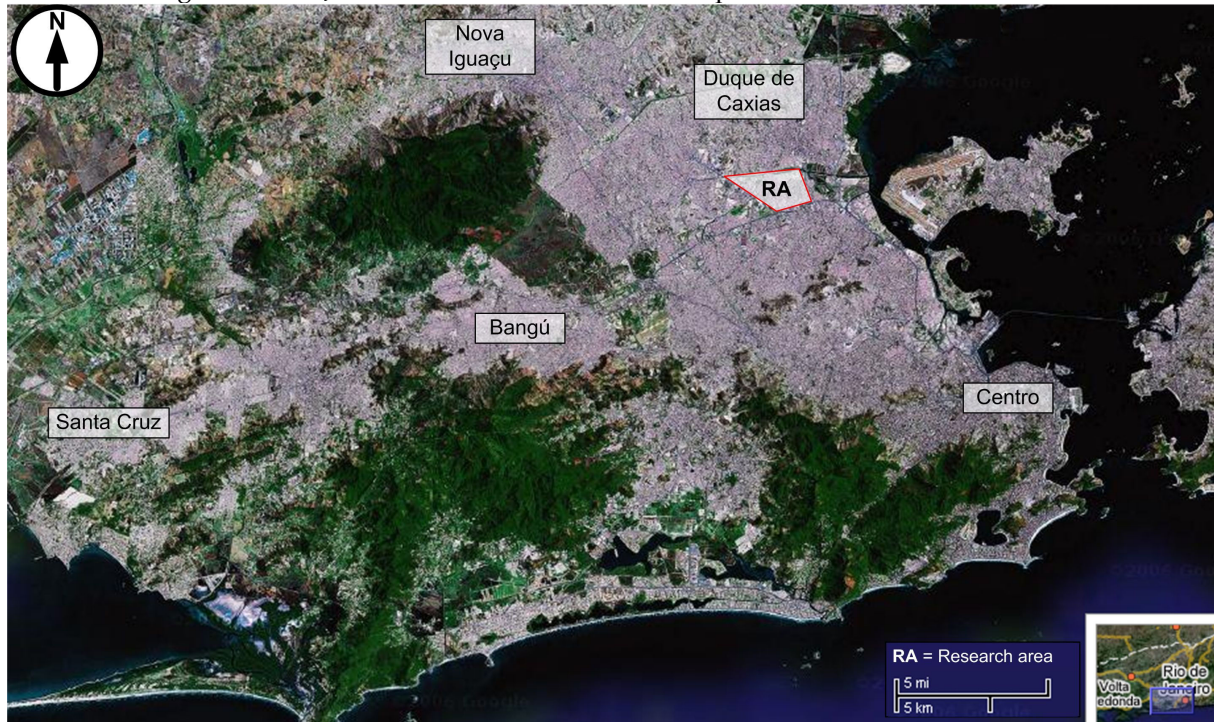 N
Nova
Iguaçu
Duque de
Caxias
RA
Bangú
Santa Cruz
Centro
RA = Research area
5 mi
5 km
Rio de
Janeiro
Volta
edonda